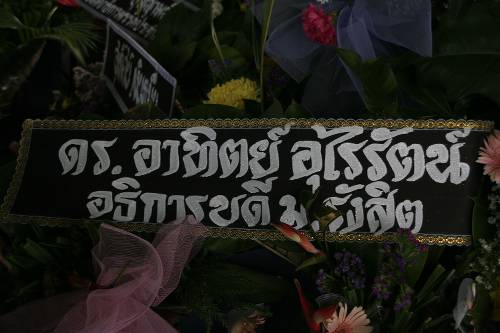 ดร. อาทิตย์ อุไรรัตน์
อธิการบดี ม.รังสิต